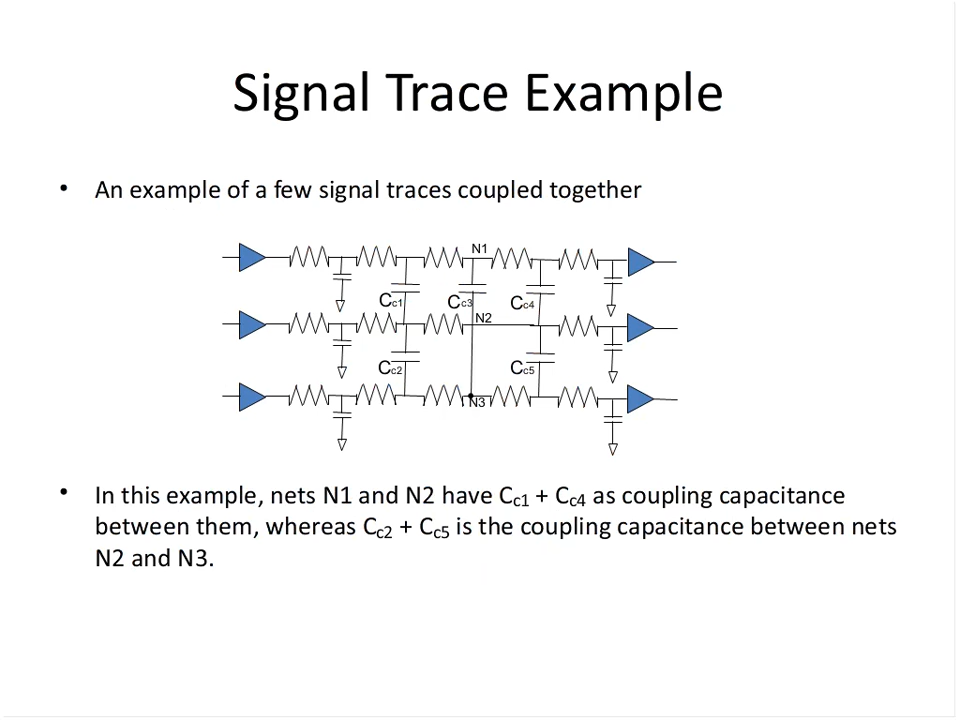 Signal Trace Example
• An example of a few signal traces coupled together
N1
Cc1 Cc3 Cc4
N2
Cc2 Cc5
N3
• In this example, nets N1 and N2 have Cc1 + Cc4 as coupling capacitance
between them, whereas Cc2 + Cc5 is the coupling capacitance between nets
N2 and N3.